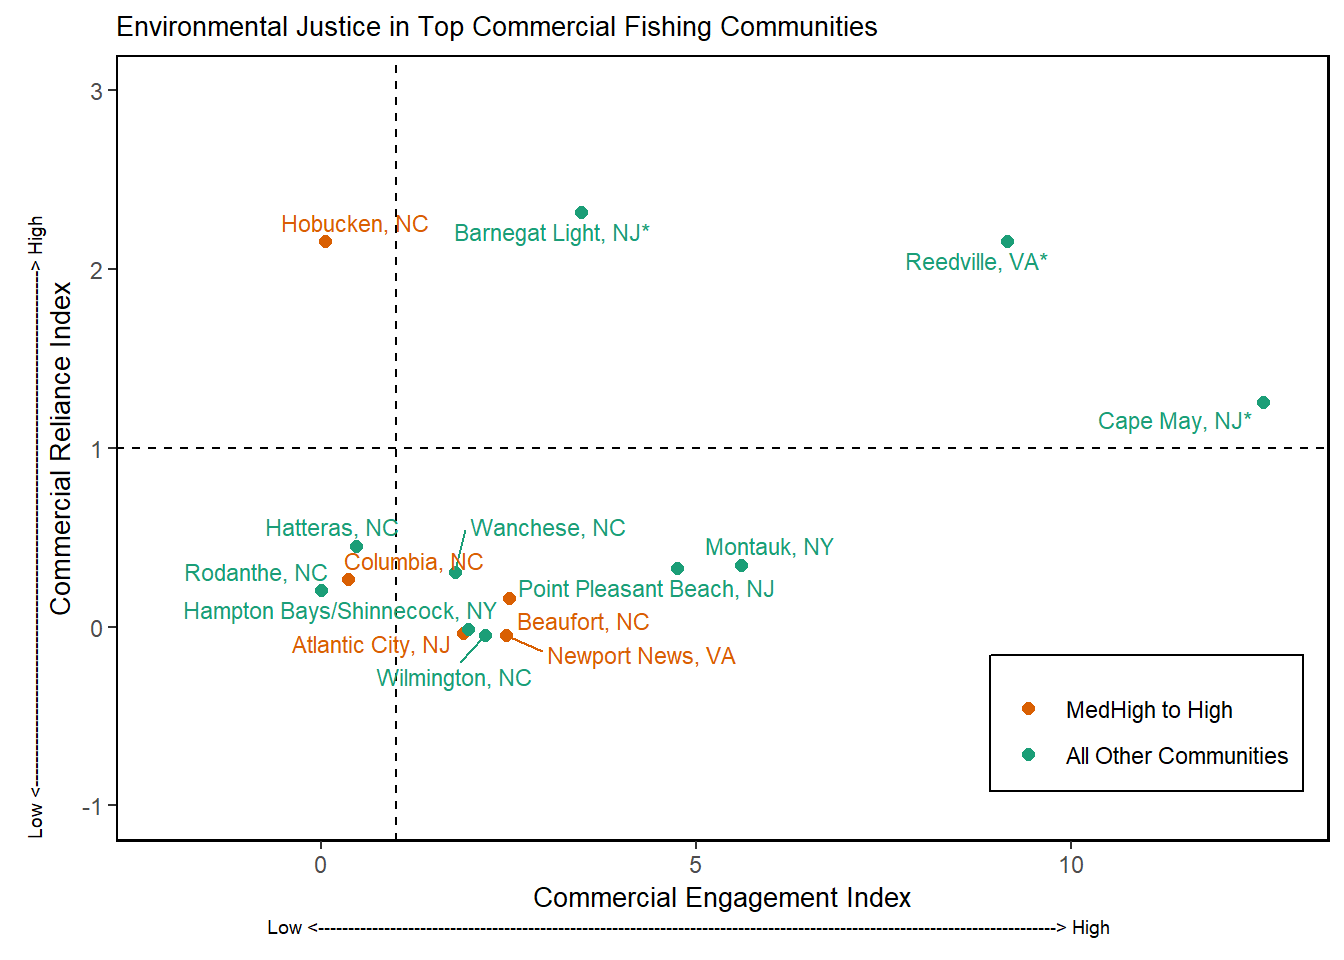 Environmental Justice in Top Commercial Fishing Communities
3
2
1
0
-1
Commercial Reliance Index
Low <--------------------------------------------------------------------------------------> High
Hobucken, NC
Barnegat Light, NJ*
Reedville, VA*
Cape May, NJ*
Hatteras, NC
Wanchese, NC
Montauk, NY
Columbia, NC
Rodanthe, NC
Point Pleasant Beach, NJ
Hampton Bays/Shinnecock, NY
Beaufort, NC
Atlantic City, NJ
Newport News, VA
Wilmington, NC
MedHigh to High
All Other Communities
0
5
10
Commercial Engagement Index
Low <---------------------------------------------------------------------------------------------------------------------------> High